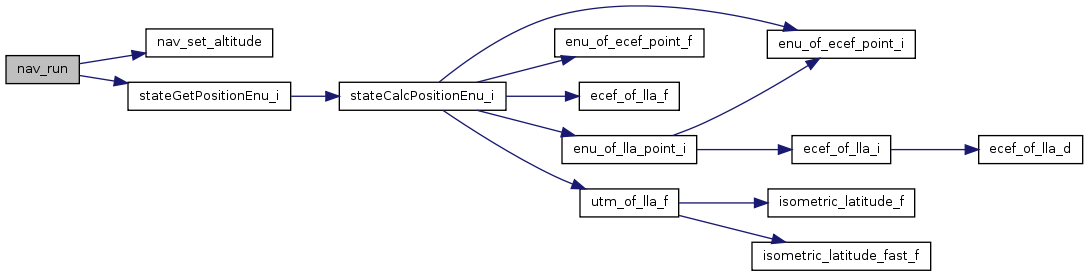 nav_run
nav_set_altitude
stateGetPositionEnu_i
stateCalcPositionEnu_i
enu_of_ecef_point_f
ecef_of_lla_f
enu_of_lla_point_i
utm_of_lla_f
enu_of_ecef_point_i
ecef_of_lla_i
isometric_latitude_f
isometric_latitude_fast_f
ecef_of_lla_d